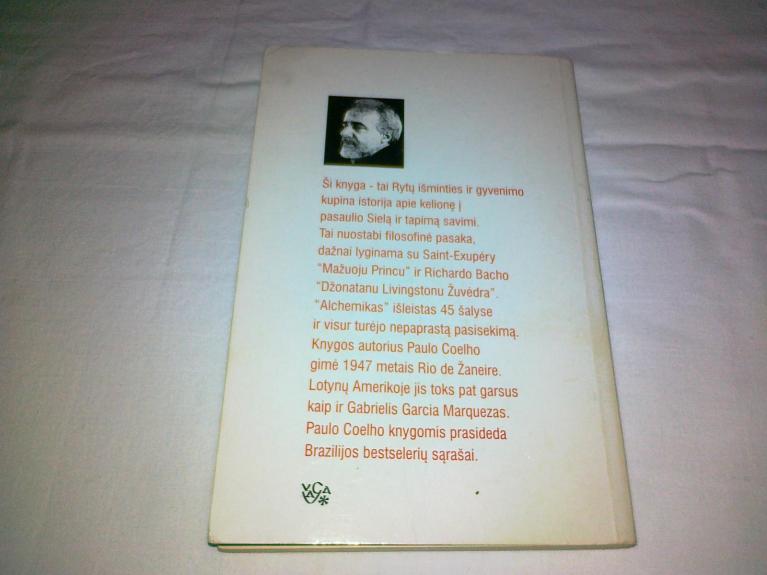 Ši knyga - tai Rytų išminties ir gyvenimo
kupina istorija apie kelionę į
pasaulio Sielą ir tapimą savimi.
Tai nuostabi filosofinė pasaka,
dažnai lyginama su Saint-Exupéry
“Mažuoju Princu” ir Richardo Bacho
“Džonatanu Livingstonu Žuvėdra”.
“Alchemikas” išleistas 45 šalyse
ir visur turėjo nepaprastą pasisekimą.
Knygos autorius Paulo Coelho
gimė 1947 metais Rio de Žaneire.
Lotynų Amerikoje jis toks pat garsus
kaip ir Gabrielis Garcia Marquezas.
Paulo Coelho knygomis prasideda
Brazilijos bestselerių sąrašai.